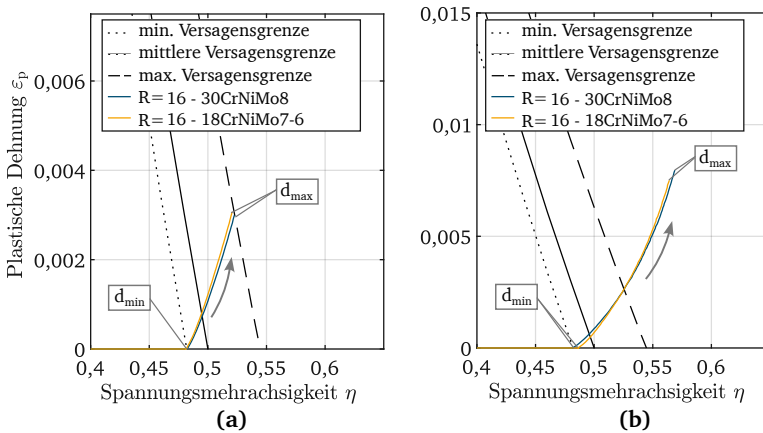 min. Versagensgrenze
mittlere Versagensgrenze
max. Versagensgrenze
R= 16 - 30CrNiMo8
R= 16 - 18CrNiMo7-6
Plastische Dehnung εp
0,006
0,004
0,002
0
dmax
dmin
0,4 0,45 0,5 0,55 0,6
Spannungsmehrachsigkeit η
(a)
min. Versagensgrenze
mittlere Versagensgrenze
max. Versagensgrenze
R= 16 - 30CrNiMo8
R= 16 - 18CrNiMo7-6
0,015
0,01
0,005
0
dmax
dmin
0,4 0,45 0,5 0,55 0,6
Spannungsmehrachsigkeit η
(b)